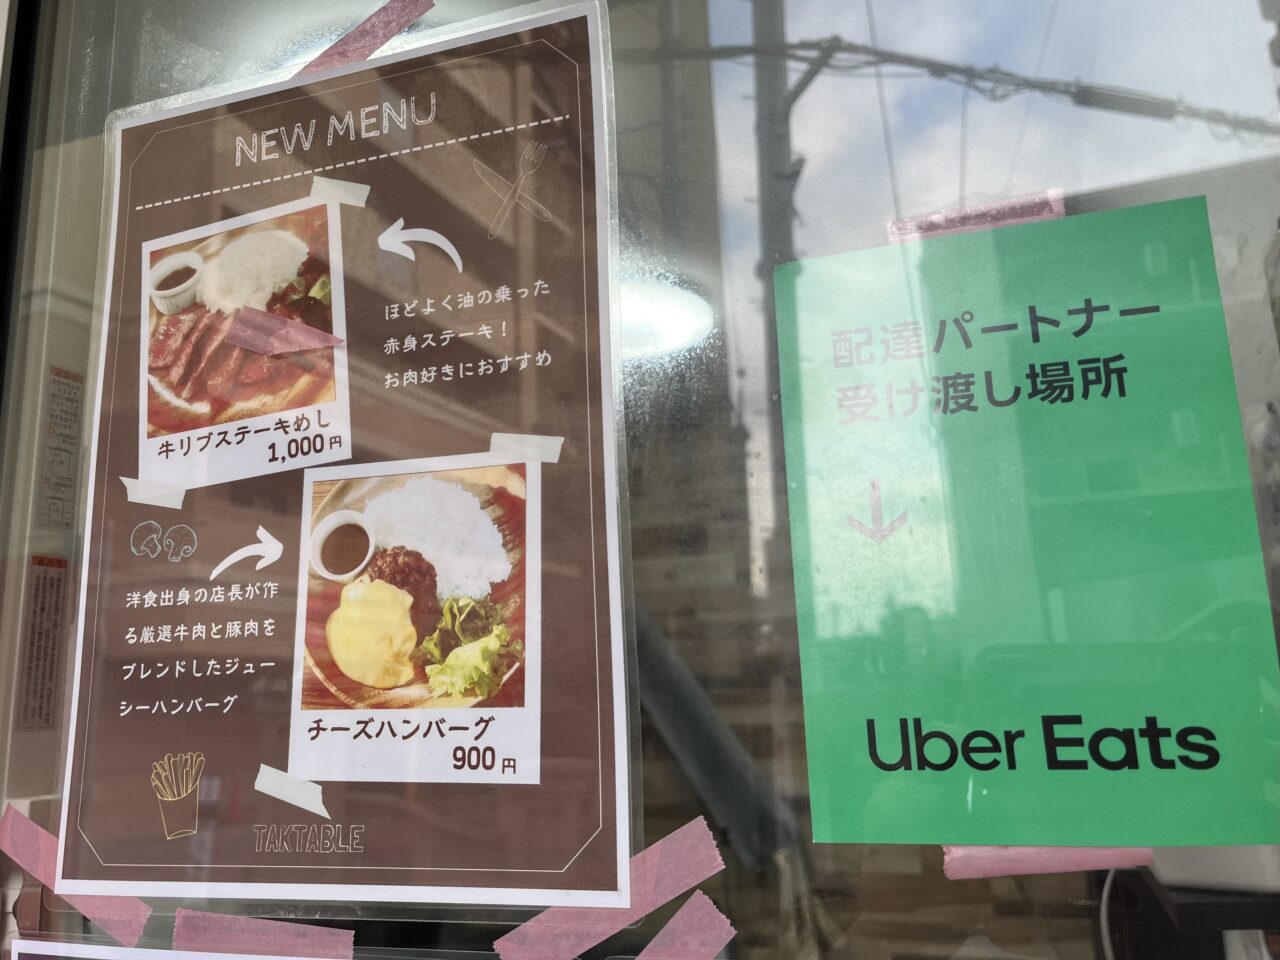 NEW MENU
ほどよく油の乗った
赤身ステーキ！
お肉好きにおすすめ
牛リブステーキめし
1,000円
洋食出身の店長が作
る厳選牛肉と豚肉を
ブレンドしたジュー
シーハンバーグ
チーズハンバーグ
900円
TAKTABLE
配達パートナー
受け渡し場所
↓
Uber Eats